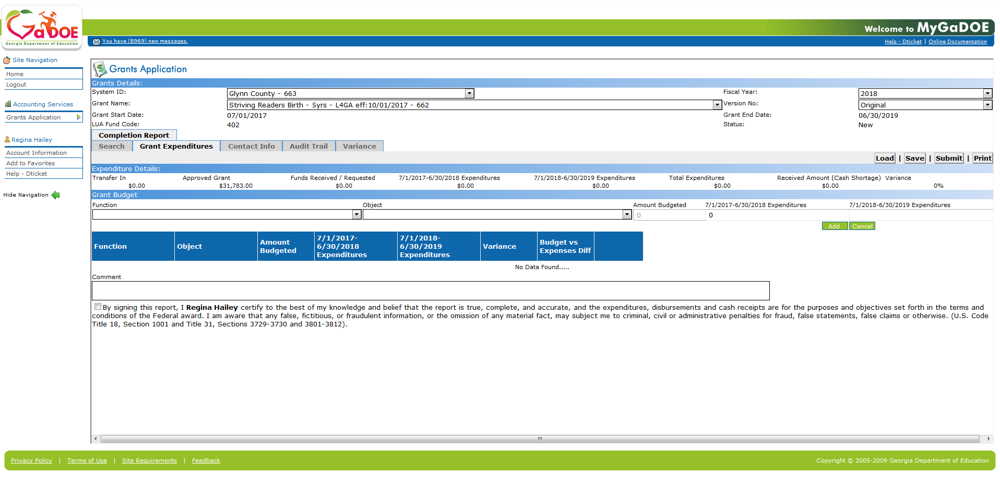 GaDOE
Georgia Department of Education
Welcome to MyGaDOE
You have (8969) new messages.
Help - Dticket | Online Documentation
Site Navigation
Home
Logout
Accounting Services
Grants Application
Regina Hailey
Account Information
Add to Favorites
Help - Dticket
Hide Navigation
Grants Application
Grants Details:
System ID: Glynn County - 663 Fiscal Year: 2018
Grant Name: Striving Readers Birth - 5yrs - L4GA eff:10/01/2017 - 662 Version No: Original
Grant Start Date: 07/01/2017 Grant End Date: 06/30/2019
LUA Fund Code: 402 Status: New
Completion Report
Search Grant Expenditures Contact Info Audit Trail Variance
Load | Save | Submit | Print
Expenditure Details:
Transfer In Approved Grant Funds Received / Requested 7/1/2017-6/30/2018 Expenditures 7/1/2018-6/30/2019 Expenditures Total Expenditures Received Amount (Cash Shortage) Variance
$0.00 $31,783.00 $0.00 $0.00 $0.00 $0.00 $0.00 0%
Grant Budget
Function Object Amount Budgeted 7/1/2017-6/30/2018 Expenditures 7/1/2018-6/30/2019 Expenditures
0 0
Add Cancel
Function Object Amount Budgeted 7/1/2017-6/30/2018 Expenditures 7/1/2018-6/30/2019 Expenditures Variance Budget vs Expenses Diff
No Data Found.....
Comment
By signing this report, I Regina Hailey certify to the best of my knowledge and belief that the report is true, complete, and accurate, and the expenditures, disbursements and cash receipts are for the purposes and objectives set forth in the terms and
conditions of the Federal award. I am aware that any false, fictitious, or fraudulent information, or the omission of any material fact, may subject me to criminal, civil or administrative penalties for fraud, false statements, false claims or otherwise. (U.S. Code
Title 18, Section 1001 and Title 31, Sections 3729-3730 and 3801-3812).
Privacy Policy | Terms of Use | Site Requirements | Feedback
Copyright © 2005-2009 Georgia Department of Education